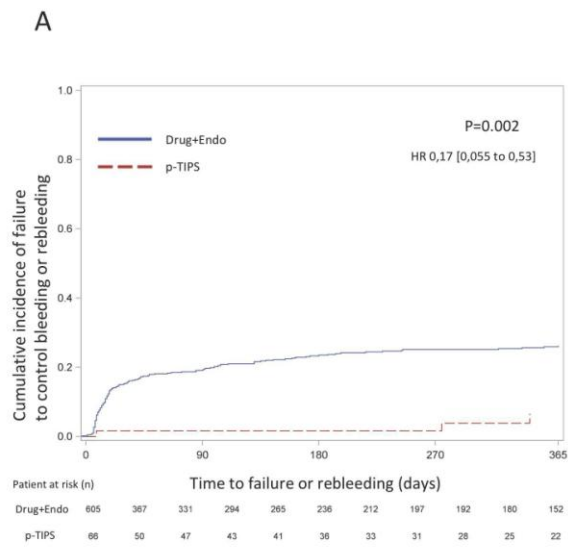 A
1.0
P=0.002
Drug+Endo
HR 0,17 [0,055 to 0,53]
0.8
p-TIPS
0.6
0.4
0.2
0.0
Cumulative incidence of failure
to control bleeding or rebleeding
0 90 180 270 365
Patient at risk (n) Time to failure or rebleeding (days)
Drug+Endo 605 367 331 294 265 236 212 197 192 180 152
p-TIPS 66 50 47 43 41 36 33 31 28 25 22